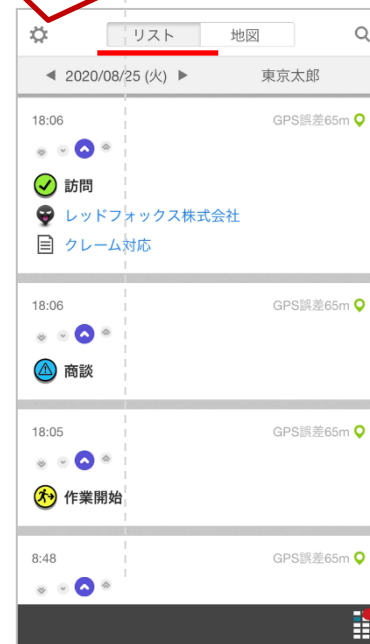 リスト 地図
◀ 2020/08/25 (火) ▶ 東京太郎
18:06 GPS誤差65m
訪問
レッドフォックス株式会社
クレーム対応
18:06 GPS誤差65m
商談
18:05 GPS誤差65m
作業開始
8:48 GPS誤差65m